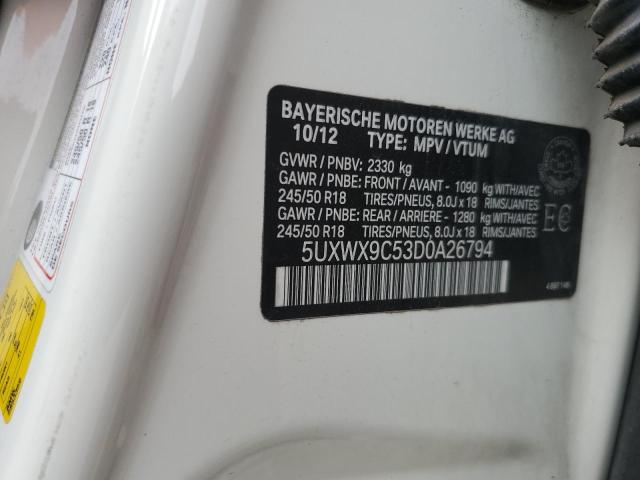 BAYERISCHE MOTOREN WERKE AG
10/12 TYPE: MPV / VTUM
GVWR / PNBV: 2330 kg
GAWR / PNBE: FRONT / AVANT - 1090 kg WITH/AVEC
245/50 R18 TIRES/PNEUS, 8.0J x 18 RIMS/JANTES
GAWR / PNBE: REAR / ARRIERE - 1280 kg WITH/AVEC
245/50 R18 TIRES/PNEUS, 8.0J x 18 RIMS/JANTES
EC
5UXWX9C53D0A26794